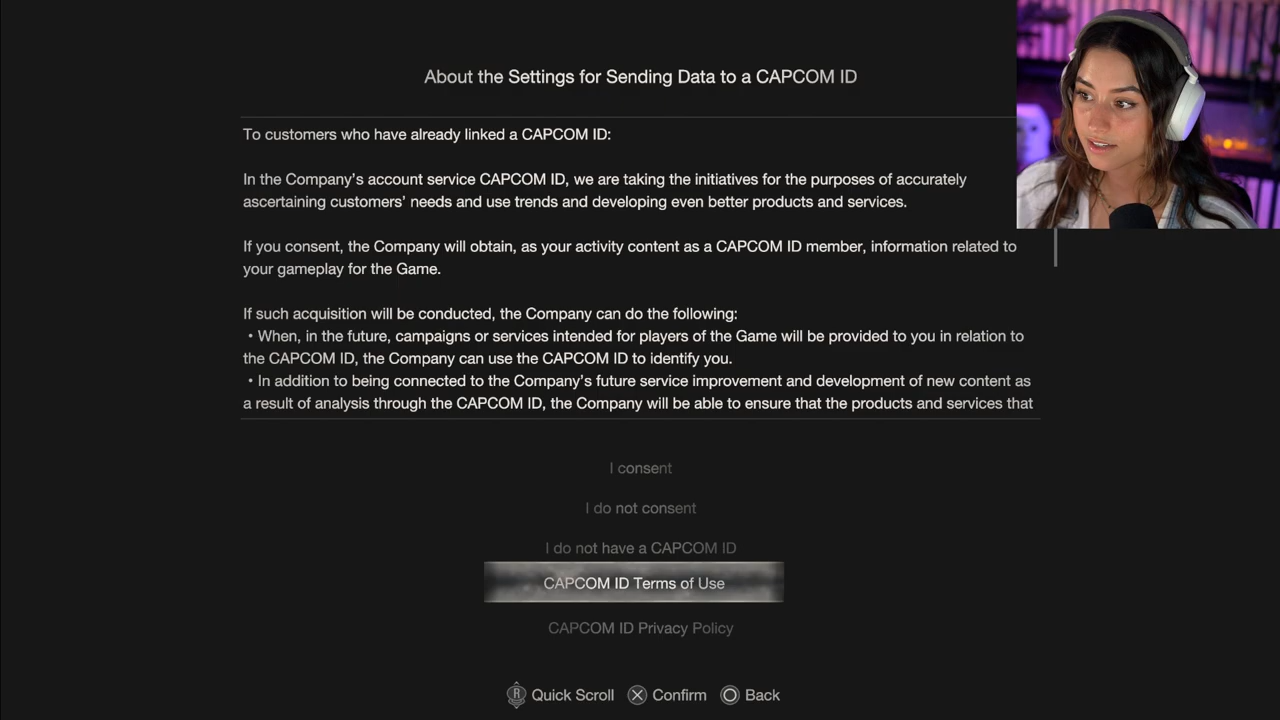 About the Settings for Sending Data to a CAPCOM ID
To customers who have already linked a CAPCOM ID:
In the Company's account service CAPCOM ID, we are taking the initiatives for the purposes of accurately
ascertaining customers' needs and use trends and developing even better products and services.
If you consent, the Company will obtain, as your activity content as a CAPCOM ID member, information related to
your gameplay for the Game.
If such acquisition will be conducted, the Company can do the following:
・When, in the future, campaigns or services intended for players of the Game will be provided to you in relation to
the CAPCOM ID, the Company can use the CAPCOM ID to identify you.
・In addition to being connected to the Company's future service improvement and development of new content as
a result of analysis through the CAPCOM ID, the Company will be able to ensure that the products and services that
I consent
I do not consent
I do not have a CAPCOM ID
CAPCOM ID Terms of Use
CAPCOM ID Privacy Policy
R Quick Scroll Confirm Back